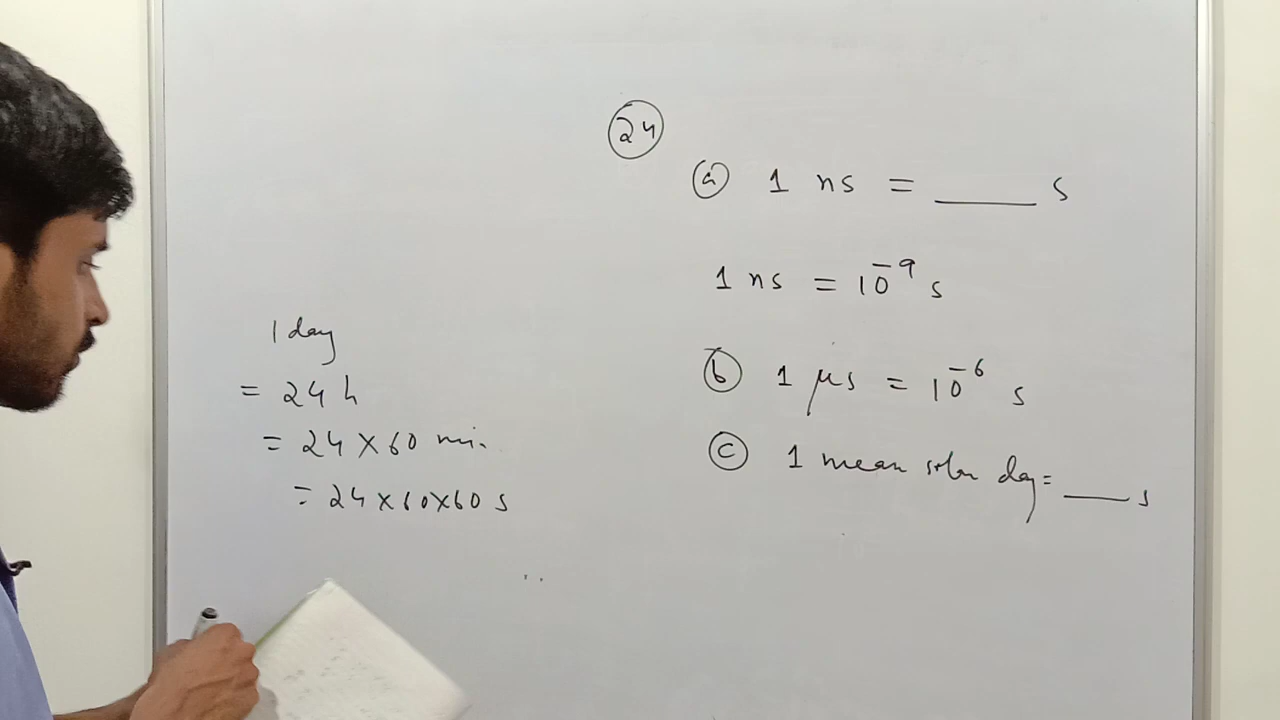 24
a 1 ns = ____ s
1 ns = 10⁻⁹ s
b 1 μs = 10⁻⁶ s
c 1 mean solar day = ____ s
1 day
= 24 h
= 24 × 60 min.
= 24 × 60 × 60 s